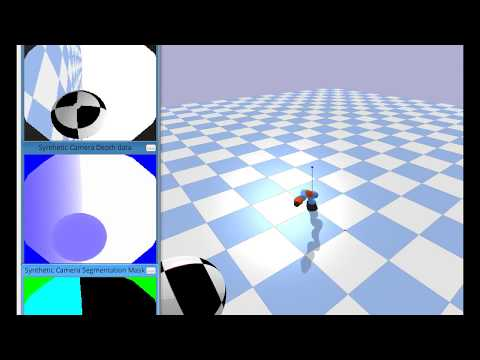 Synthetic Camera Depth data
Synthetic Camera Segmentation Mask